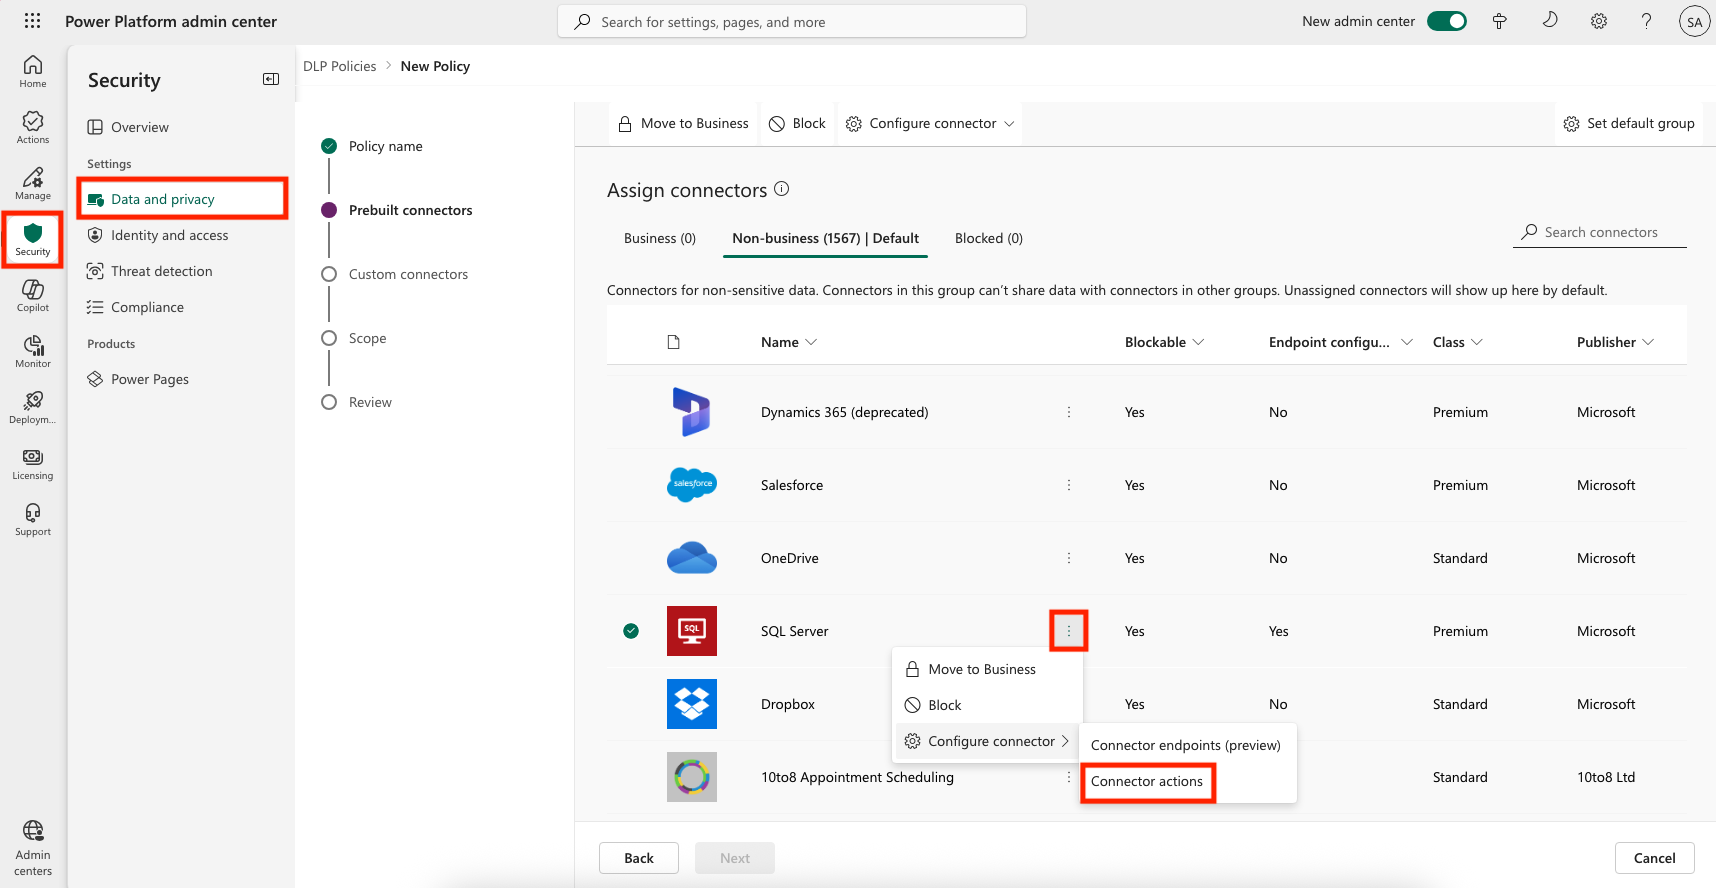 Power Platform admin center
Search for settings, pages, and more
New admin center
?
SA
Home
Actions
Manage
Security
Copilot
Monitor
Deploym...
Licensing
Support
Admin
centers
Security
Overview
Settings
Data and privacy
Identity and access
Threat detection
Compliance
Products
Power Pages
DLP Policies > New Policy
Policy name
Prebuilt connectors
Custom connectors
Scope
Review
Move to Business
Block
Configure connector
Set default group
Assign connectors
Business (0)
Non-business (1567) | Default
Blocked (0)
Search connectors
Connectors for non-sensitive data. Connectors in this group can’t share data with connectors in other groups. Unassigned connectors will show up here by default.
Name Blockable Endpoint configu... Class Publisher
Dynamics 365 (deprecated) Yes No Premium Microsoft
salesforce
Salesforce Yes No Premium Microsoft
OneDrive Yes No Standard Microsoft
SQL
SQL Server Yes Yes Premium Microsoft
Dropbox Yes No Standard Microsoft
10to8 Appointment Scheduling Standard 10to8 Ltd
Move to Business
Block
Configure connector
Connector endpoints (preview)
Connector actions
Back
Next
Cancel